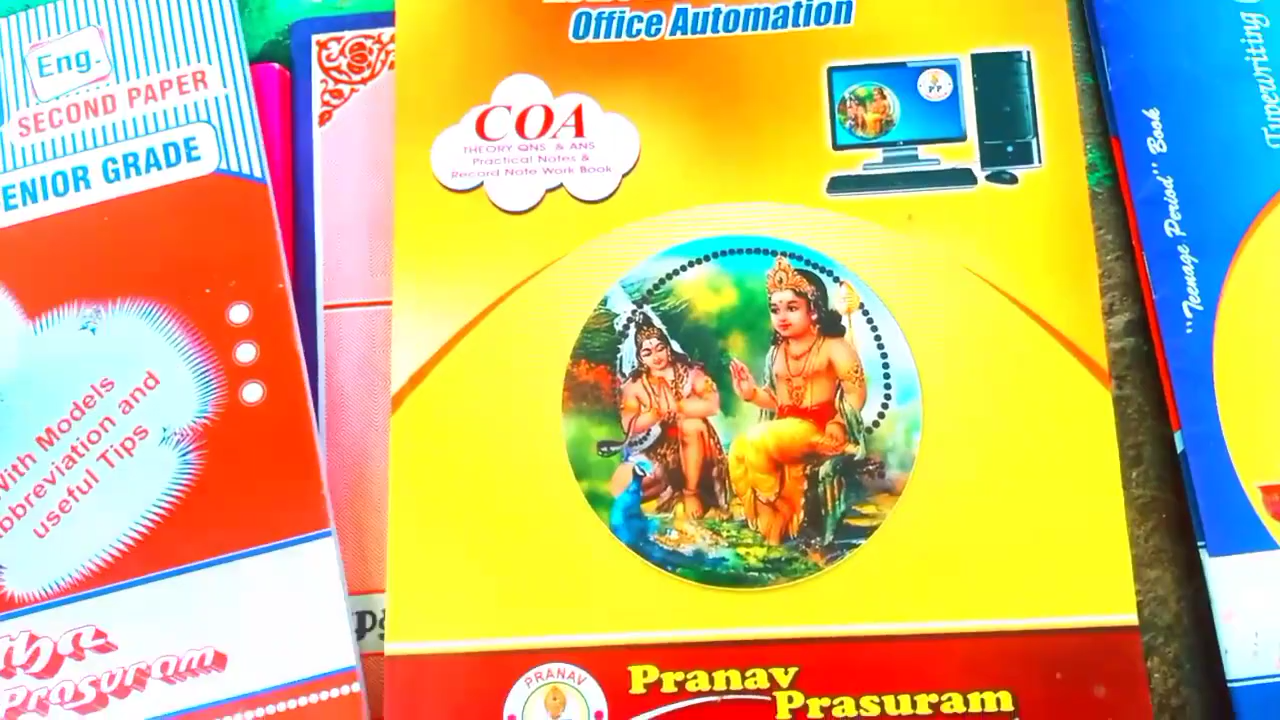 Eng.
SECOND PAPER
ENIOR GRADE
With Models
bbreviation and
useful Tips
Prasuram
Office Automation
COA
THEORY QNS & ANS
Practical Notes &
Record Note Work Book
PRANAV
Pranav
Prasuram
"Teenage Period" Book
Typewriting